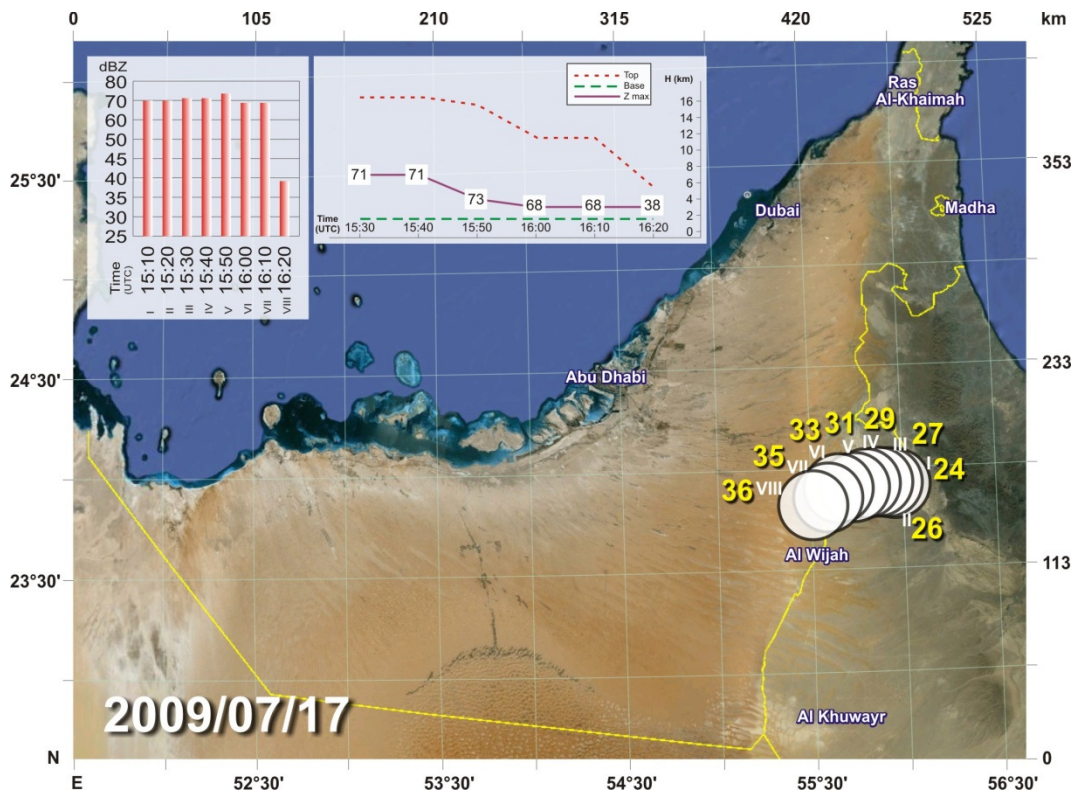 0 105 210 315 420 525 km
dBZ
80
70
60
50
45
40
35
30
25
Time
(UTC)
15:10
15:20
15:30
15:40
15:50
16:00
16:10
16:20
I
II
III
IV
V
VI
VII
VIII
Top
Base
Z max
H (km)
16
14
12
10
8
6
4
2
0
71 71 73 68 68 38
Time
(UTC)
15:30 15:40 15:50 16:00 16:10 16:20
Ras
Al-Khaimah
353
25°30'
Dubai
Madha
233
24°30'
Abu Dhabi
36 35 33 31 29 27 24 26
VIII VII VI V IV III I II
Al Wijah
113
23°30'
2009/07/17
Al Khuwayr
N
0
E 52°30' 53°30' 54°30' 55°30' 56°30'